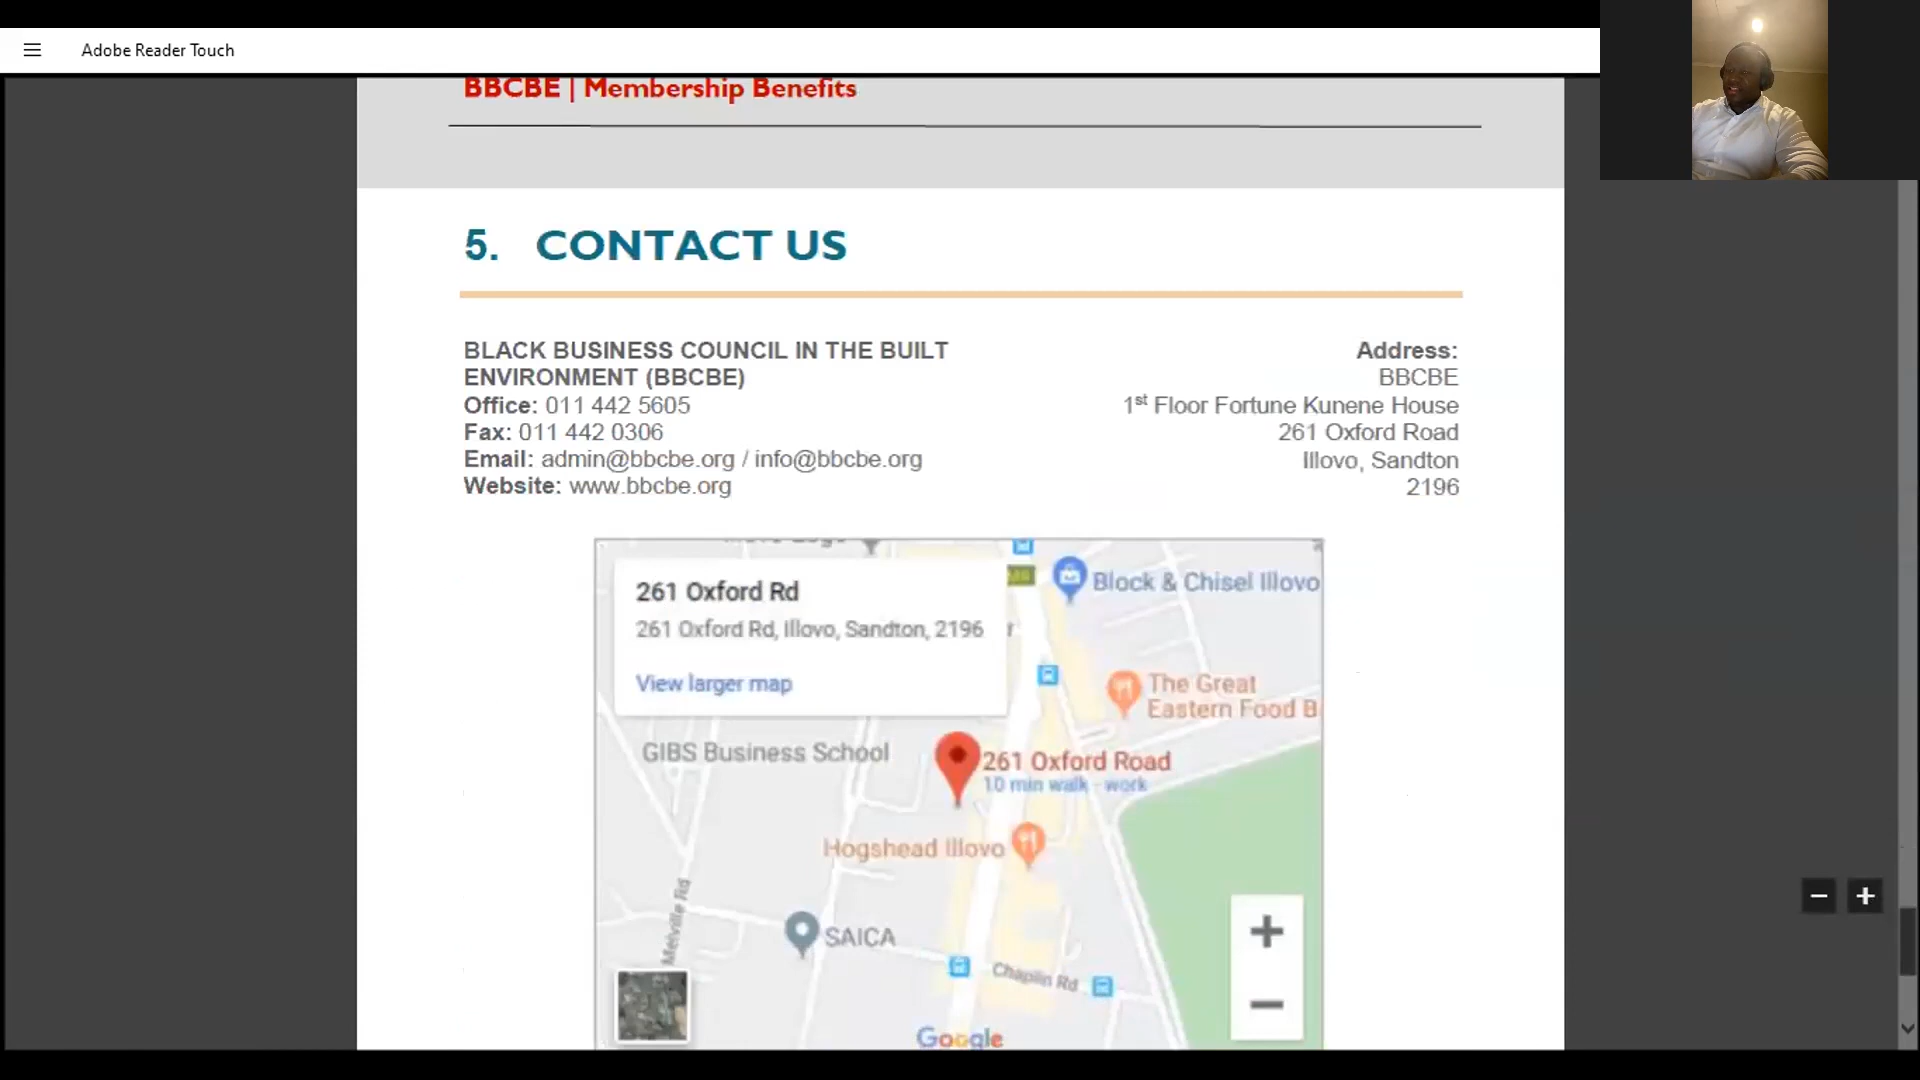 Adobe Reader Touch
BBCBE | Membership Benefits
5. CONTACT US
BLACK BUSINESS COUNCIL IN THE BUILT
ENVIRONMENT (BBCBE)
Office: 011 442 5605
Fax: 011 442 0306
Email: admin@bbcbe.org / info@bbcbe.org
Website: www.bbcbe.org
Address:
BBCBE
1st Floor Fortune Kunene House
261 Oxford Road
Illovo, Sandton
2196
261 Oxford Rd
261 Oxford Rd, Illovo, Sandton, 2196
View larger map
Block & Chisel Illovo
The Great
Eastern Food B
GIBS Business School
261 Oxford Road
10 min walk - work
Hogshead Illovo
Melville Rd
SAICA
Chaplin Rd
Google